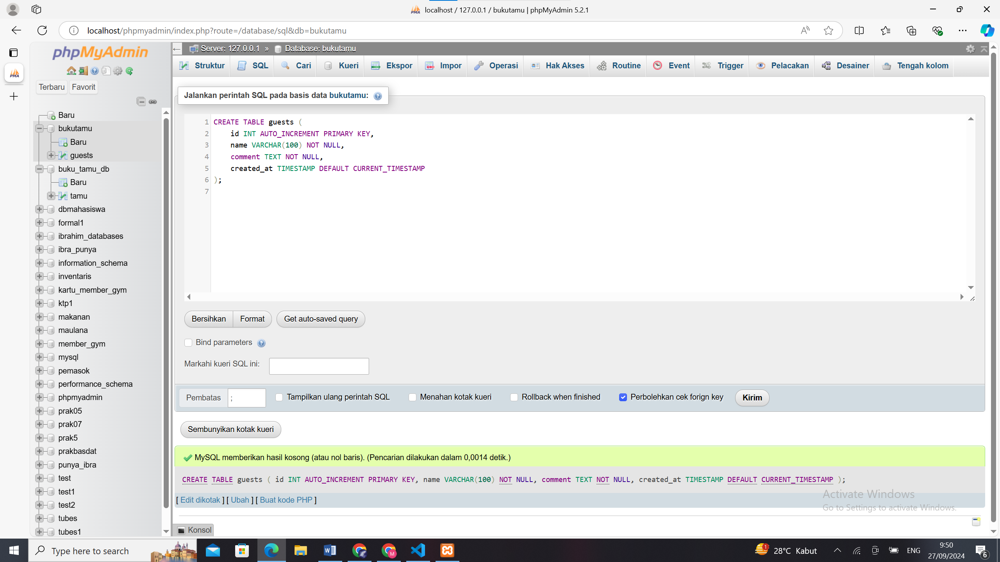 localhost / 127.0.0.1 / bukutamu | phpMyAdmin 5.2.1
localhost/phpmyadmin/index.php?route=/database/sql&db=bukutamu
phpMyAdmin
Terbaru Favorit
Baru
bukutamu
Baru
guests
buku_tamu_db
Baru
tamu
dbmahasiswa
formal1
ibrahim_databases
ibra_punya
information_schema
inventaris
kartu_member_gym
ktp1
makanan
maulana
member_gym
mysql
pemasok
performance_schema
phpmyadmin
prak05
prak07
prak5
prakbasdat
punya_ibra
test
test1
test2
tubes
tubes1
Server: 127.0.0.1 » Database: bukutamu
Struktur SQL Cari Kueri Ekspor Impor Operasi Hak Akses Routine Event Trigger Pelacakan Desainer Tengah kolom
Jalankan perintah SQL pada basis data bukutamu:
1 CREATE TABLE guests (
2 id INT AUTO_INCREMENT PRIMARY KEY,
3 name VARCHAR(100) NOT NULL,
4 comment TEXT NOT NULL,
5 created_at TIMESTAMP DEFAULT CURRENT_TIMESTAMP
6 );
7
Bersihkan Format Get auto-saved query
Bind parameters
Markahi kueri SQL ini:
Pembatas ; Tampilkan ulang perintah SQL Menahan kotak kueri Rollback when finished Perbolehkan cek forign key Kirim
Sembunyikan kotak kueri
MySQL memberikan hasil kosong (atau nol baris). (Pencarian dilakukan dalam 0,0014 detik.)
CREATE TABLE guests ( id INT AUTO_INCREMENT PRIMARY KEY, name VARCHAR(100) NOT NULL, comment TEXT NOT NULL, created_at TIMESTAMP DEFAULT CURRENT_TIMESTAMP );
[ Edit dikotak ] [ Ubah ] [ Buat kode PHP ]
Activate Windows
Go to Settings to activate Windows.
Konsol
Type here to search
1
28°C Kabut
ENG
9:50
27/09/2024
6